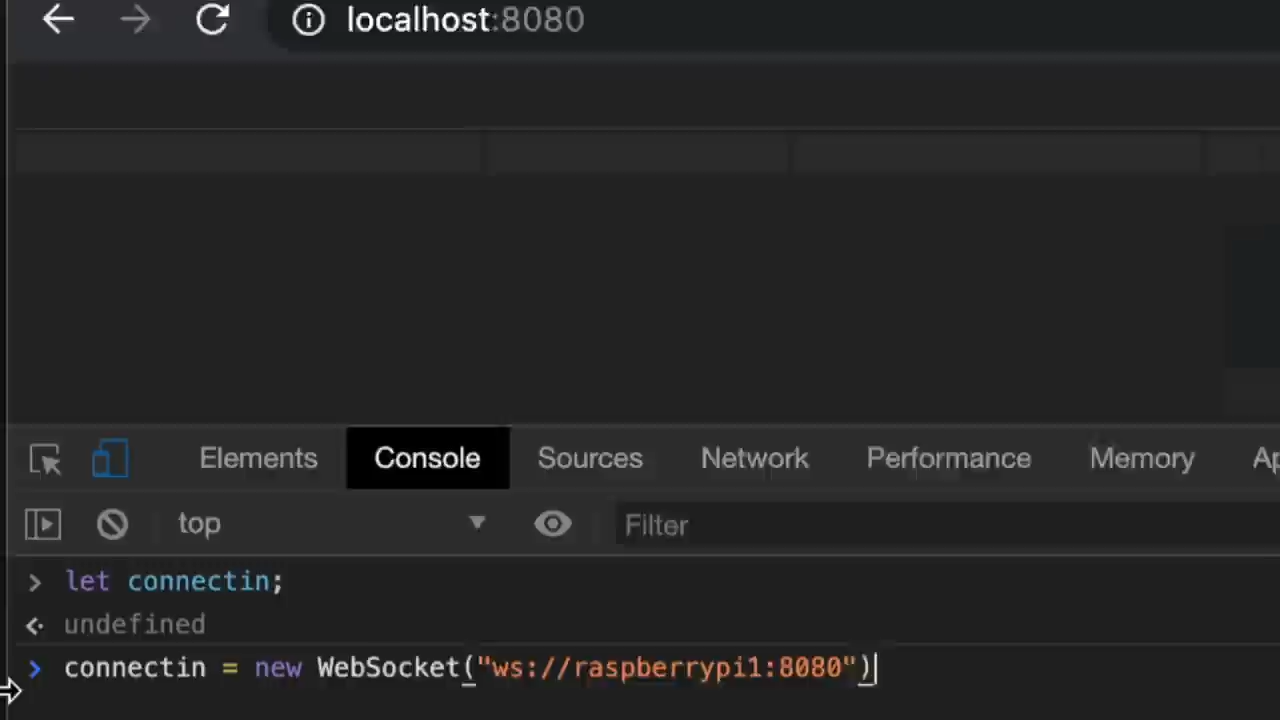 localhost:8080
Elements Console Sources Network Performance Memory
top Filter
let connectin;
undefined
connectin = new WebSocket("ws://raspberrypi1:8080")